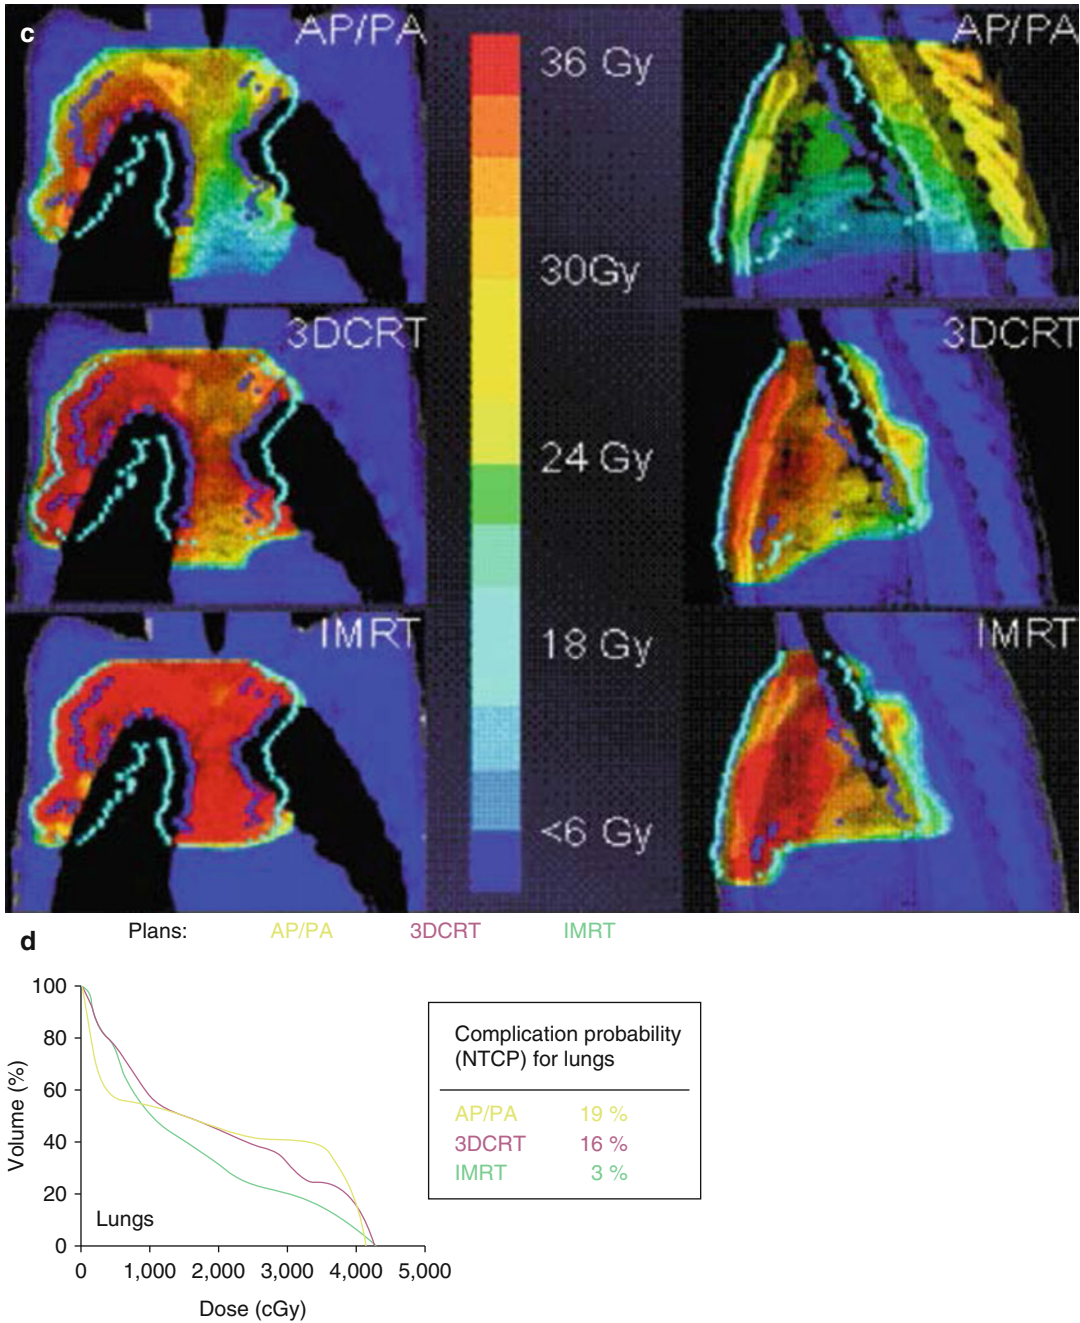 c
AP/PA
AP/PA
36 Gy
30Gy
3DCRT
3DCRT
24 Gy
18 Gy
IMRT
IMRT
<6 Gy
d
Plans: AP/PA 3DCRT IMRT
100
80
60
40
20
0
Volume (%)
Lungs
0 1,000 2,000 3,000 4,000 5,000
Dose (cGy)
Complication probability
(NTCP) for lungs
AP/PA 19 %
3DCRT 16 %
IMRT 3 %